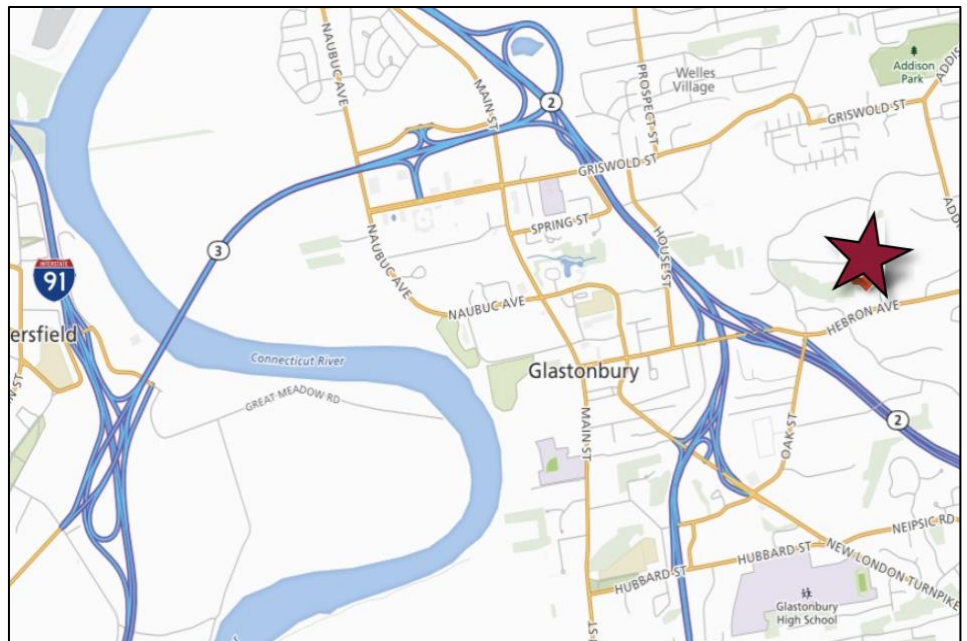 NAUBUC AVE
MAIN ST
2
PROSPECT ST
Welles
Village
Addison
Park
GRISWOLD ST
GRISWOLD ST
SPRING ST
3
INTERSTATE
91
NAUBUC AVE
HOUSE ST
NAUBUC AVE
HEBRON AVE
ersfield
Connecticut River
GREAT MEADOW RD
Glastonbury
MAIN ST
OAK ST
2
NEIPSIC RD
HUBBARD ST
HUBBARD ST
NEW LONDON TURNPIKE
Glastonbury
High School